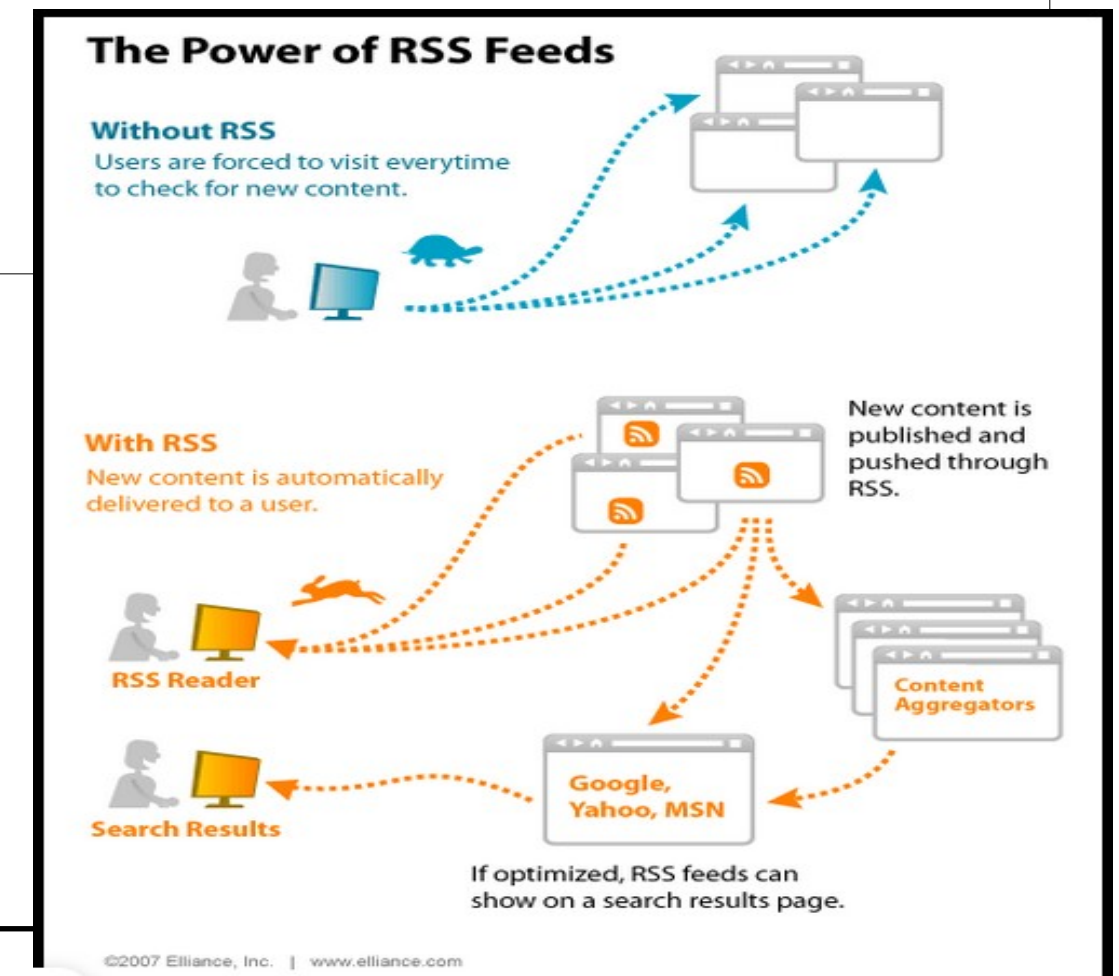 The Power of RSS Feeds
Without RSS
Users are forced to visit everytime
to check for new content.
With RSS
New content is automatically
delivered to a user.
New content is
published and
pushed through
RSS.
RSS Reader
Content
Aggregators
Google,
Yahoo, MSN
Search Results
If optimized, RSS feeds can
show on a search results page.
©2007 Elliance, Inc. | www.elliance.com